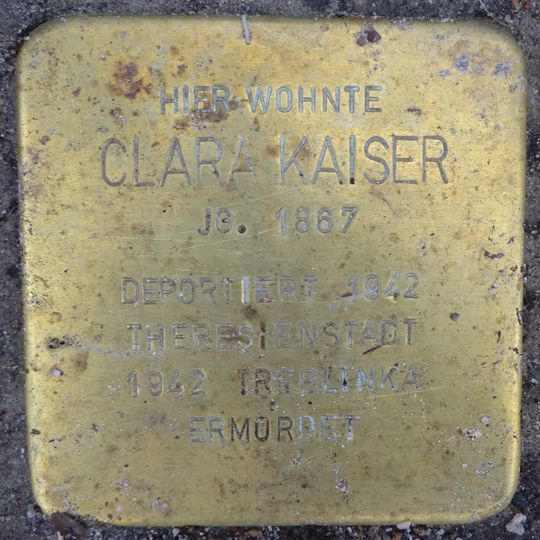 HIER WOHNTE
CLARA KAISER
JG. 1867
DEPORTIERT 1942
THERESIENSTADT
1942 TREBLINKA
ERMORDET